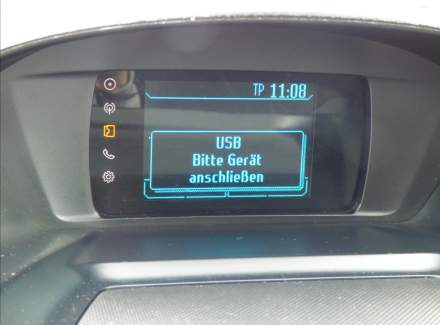 TP 11:08
USB
Bitte Gerät
anschließen